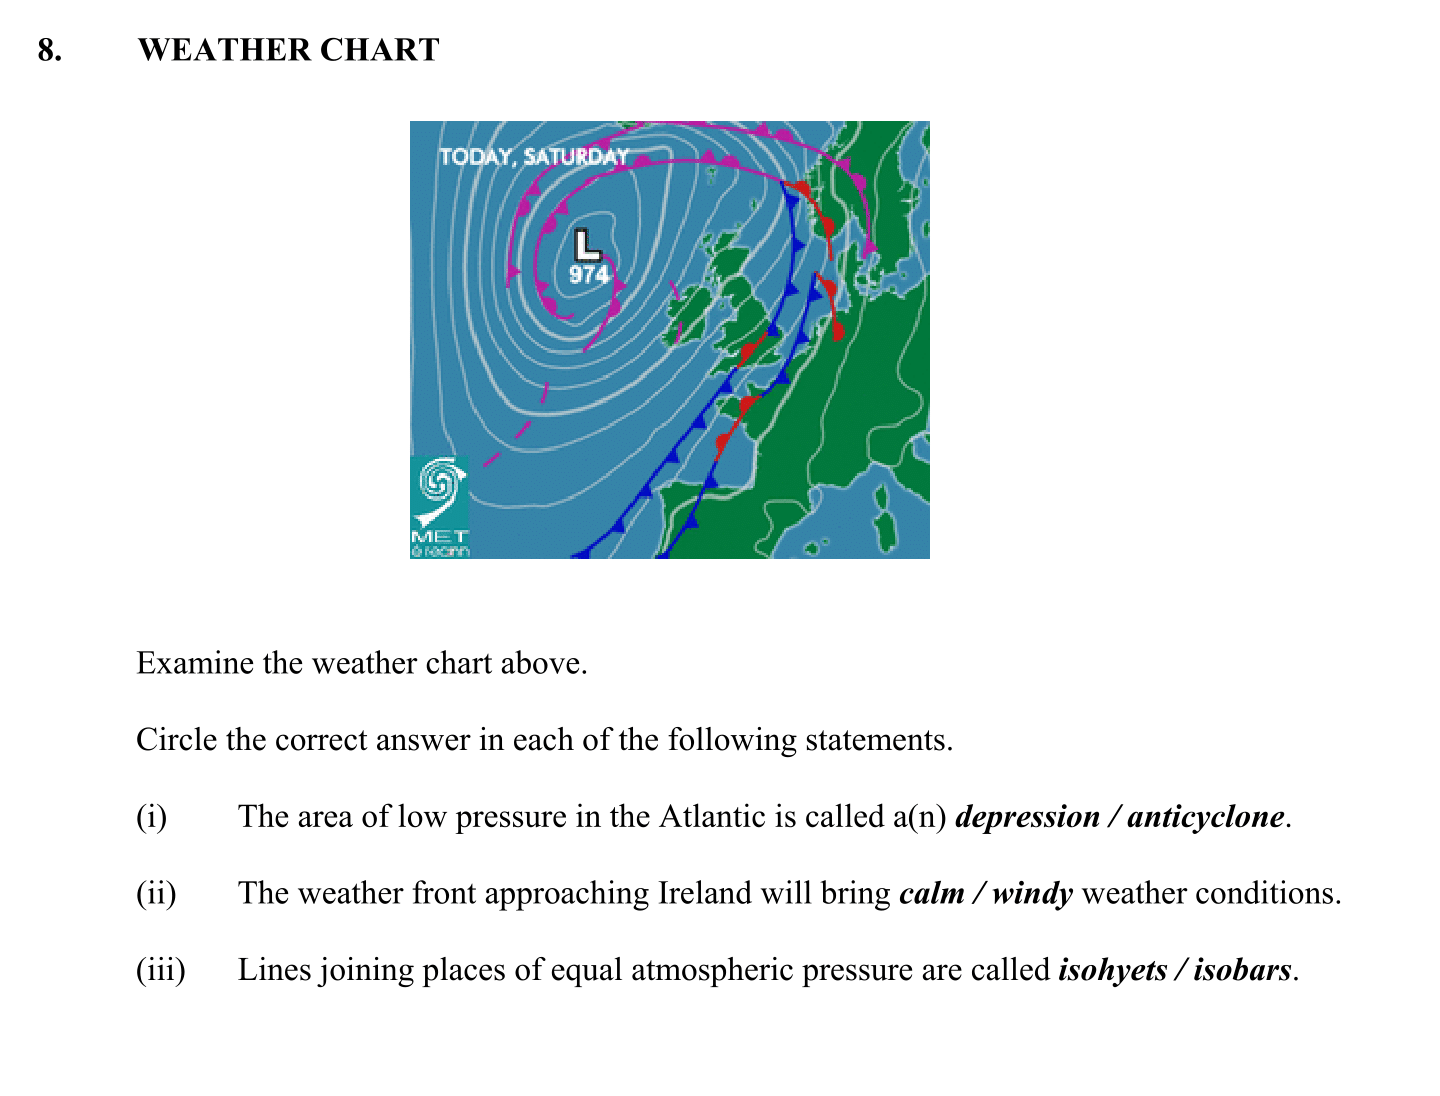 8. WEATHER CHART
TODAY, SATURDAY
L
974
MET
éireann
Examine the weather chart above.
Circle the correct answer in each of the following statements.
(i) The area of low pressure in the Atlantic is called a(n) depression / anticyclone.
(ii) The weather front approaching Ireland will bring calm / windy weather conditions.
(iii) Lines joining places of equal atmospheric pressure are called isohyets / isobars.